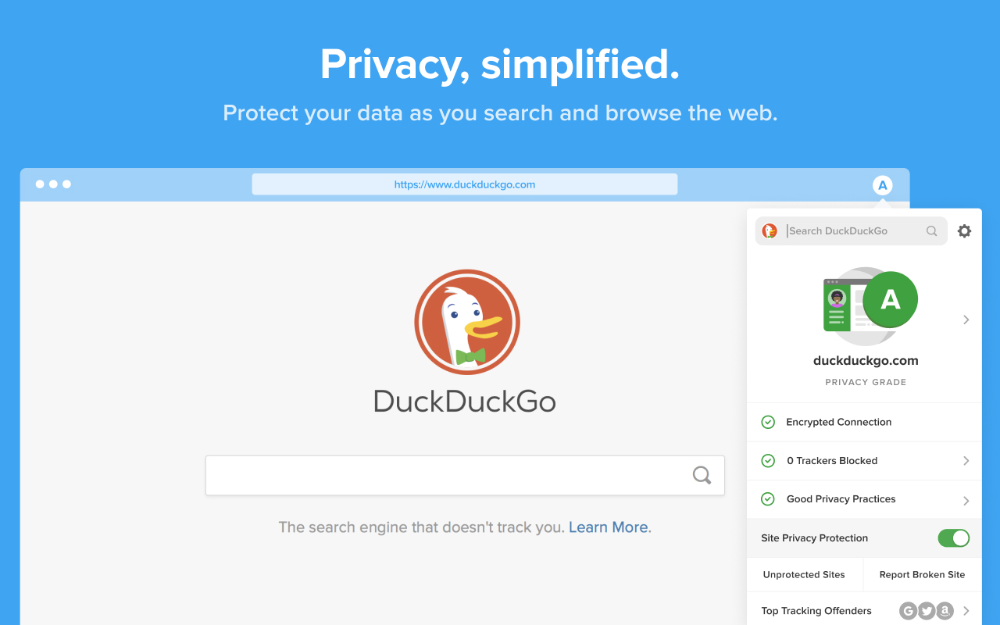 Privacy, simplified.
Protect your data as you search and browse the web.
https://www.duckduckgo.com
A
Search DuckDuckGo
A
duckduckgo.com
PRIVACY GRADE
DuckDuckGo
The search engine that doesn't track you. Learn More.
Encrypted Connection
0 Trackers Blocked
Good Privacy Practices
Site Privacy Protection
Unprotected Sites
Report Broken Site
Top Tracking Offenders